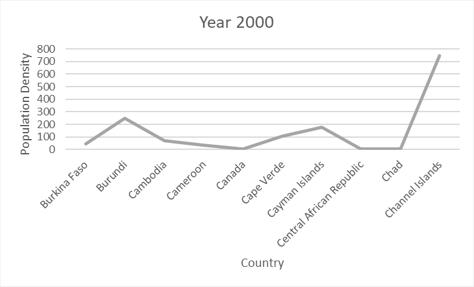 Year 2000
Population Density
800
700
600
500
400
300
200
100
0
Burkina Faso
Burundi
Cambodia
Cameroon
Canada
Cape Verde
Cayman Islands
Central African Republic
Chad
Channel Islands
Country